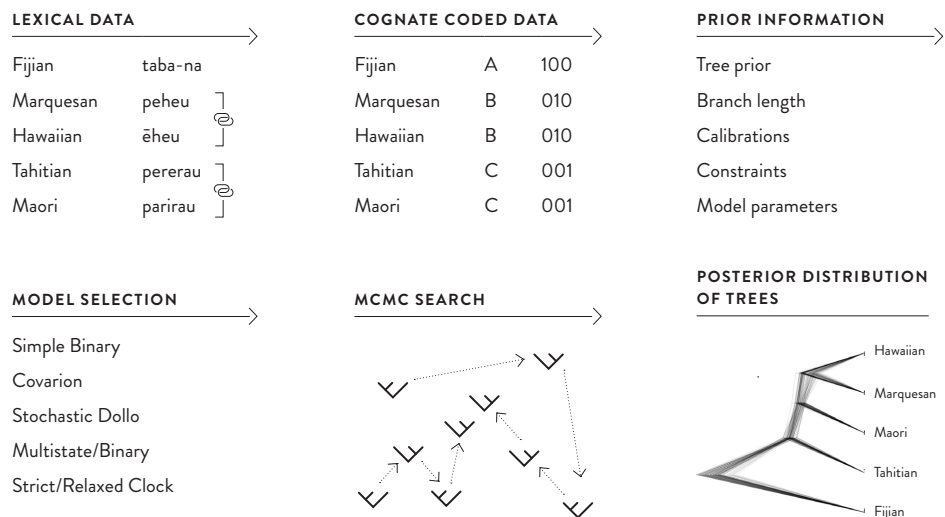 LEXICAL DATA
Fijian taba-na
Marquesan peheu
Hawaiian ēheu
Tahitian pererau
Maori parirau
COGNATE CODED DATA
Fijian A 100
Marquesan B 010
Hawaiian B 010
Tahitian C 001
Maori C 001
PRIOR INFORMATION
Tree prior
Branch length
Calibrations
Constraints
Model parameters
MODEL SELECTION
Simple Binary
Covarion
Stochastic Dollo
Multistate/Binary
Strict/Relaxed Clock
MCMC SEARCH
POSTERIOR DISTRIBUTION
OF TREES
Hawaiian
Marquesan
Maori
Tahitian
Fijian